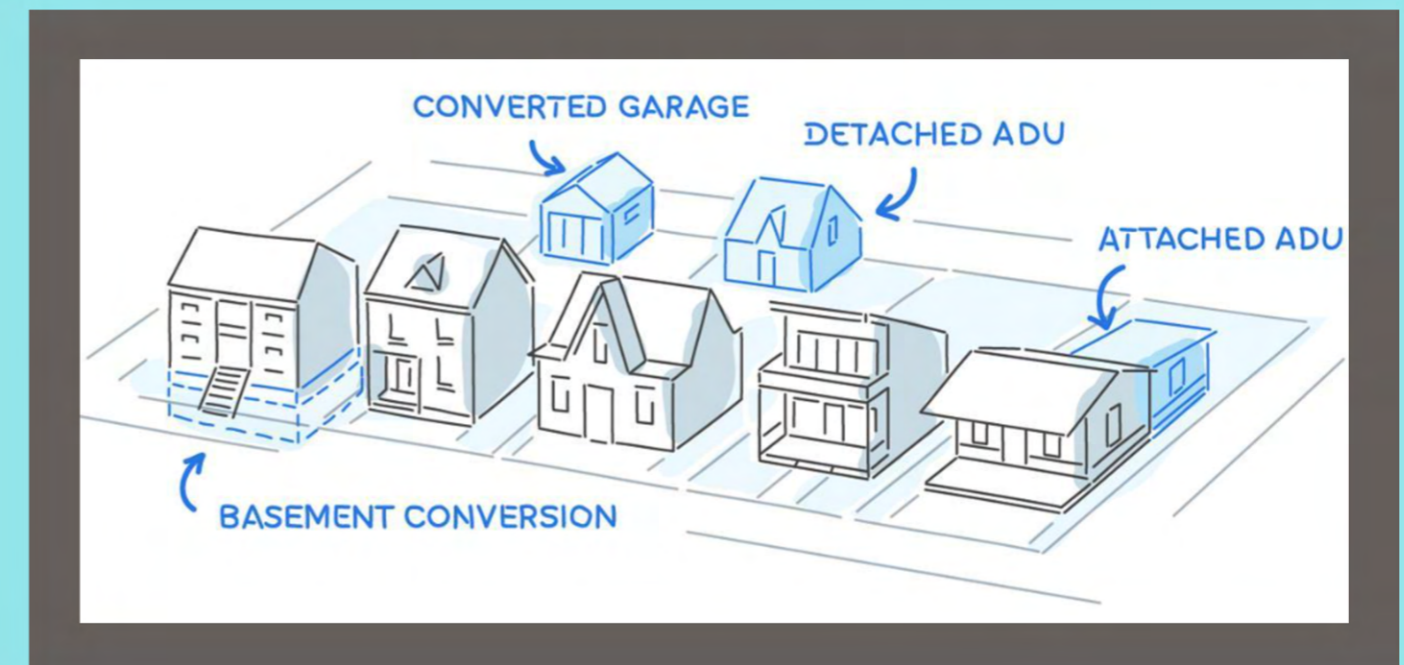 CONVERTED GARAGE
DETACHED ADU
ATTACHED ADU
BASEMENT CONVERSION